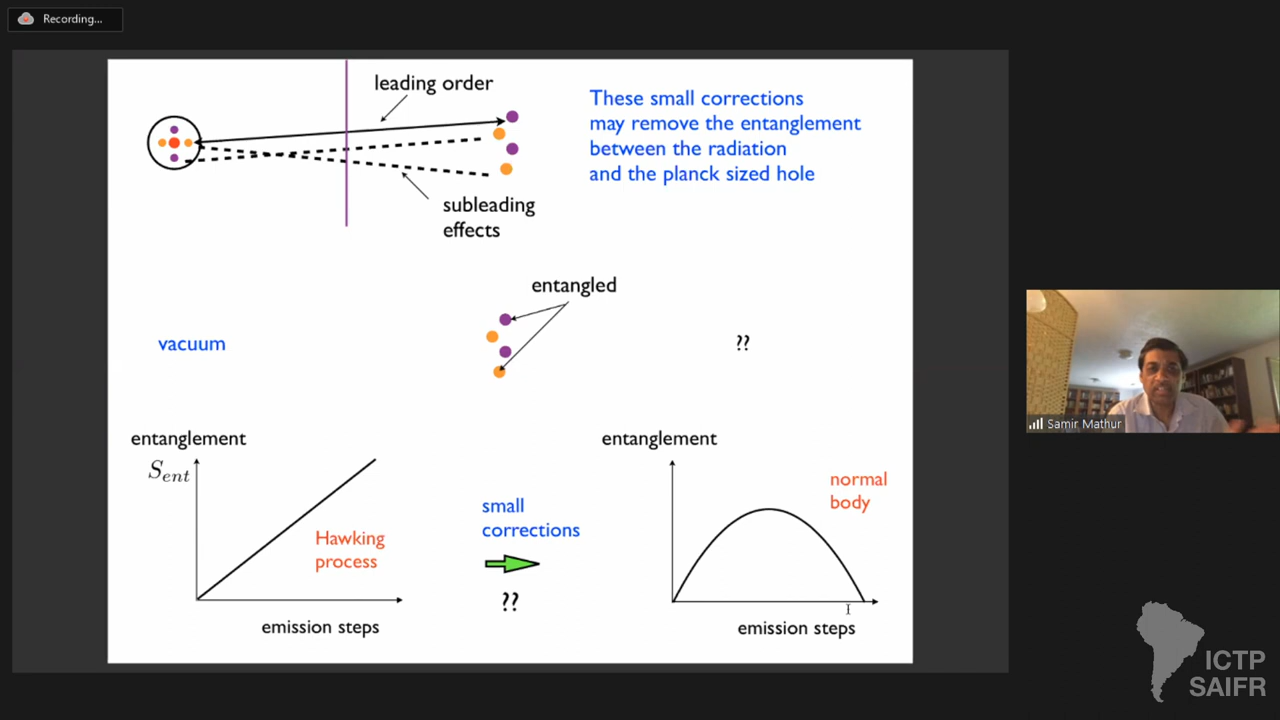 Recording...
leading order
These small corrections
may remove the entanglement
between the radiation
and the planck sized hole
subleading
effects
entangled
vacuum
??
entanglement
S_ent
Hawking
process
emission steps
small
corrections
??
entanglement
normal
body
emission steps
Samir Mathur
ICTP
SAIFR